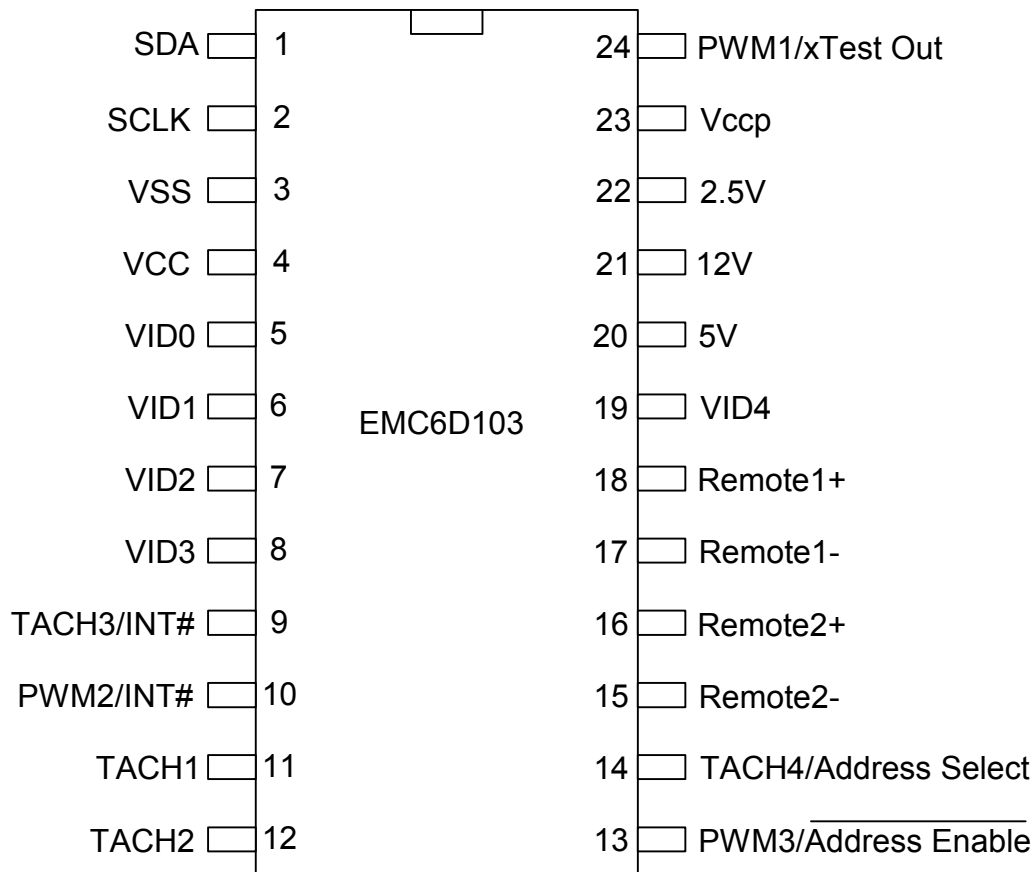 SDA 1 24 PWM1/xTest Out
SCLK 2 23 Vccp
VSS 3 22 2.5V
VCC 4 21 12V
VID0 5 20 5V
VID1 6 19 VID4
EMC6D103
VID2 7 18 Remote1+
VID3 8 17 Remote1-
TACH3/INT# 9 16 Remote2+
PWM2/INT# 10 15 Remote2-
TACH1 11 14 TACH4/Address Select
TACH2 12 13 PWM3/Address Enable